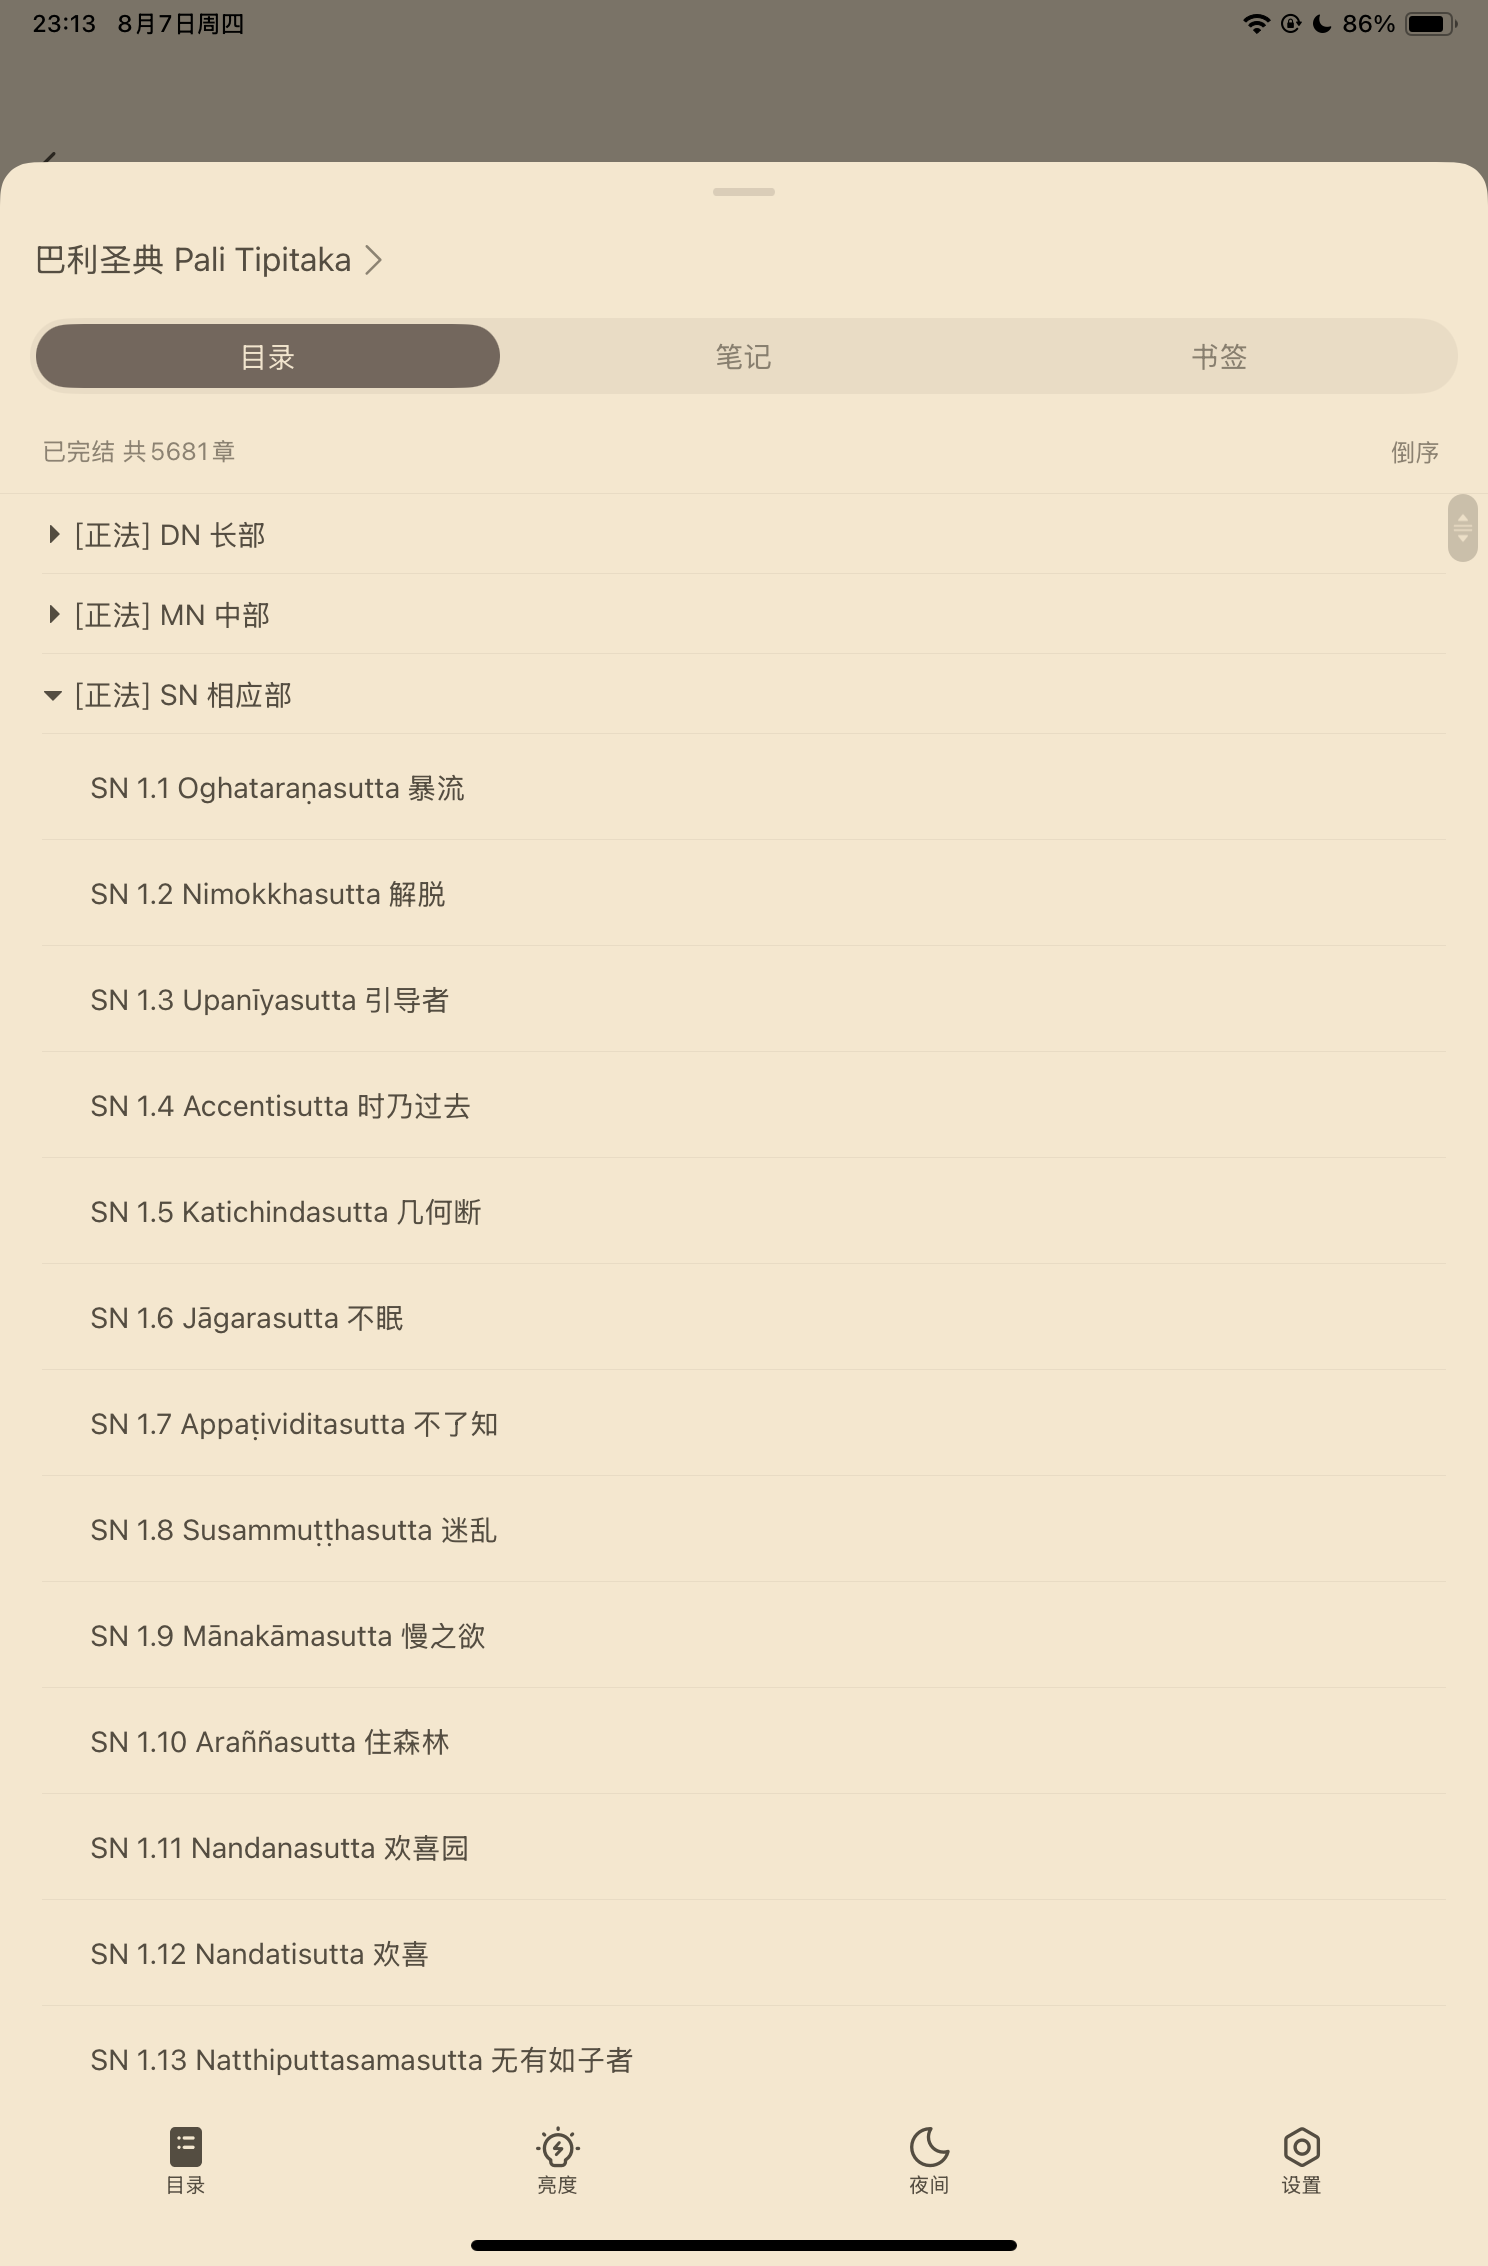 23:13 8月7日周四
86%
巴利圣典 Pali Tipitaka
目录 笔记 书签
已完结 共5681章 倒序
[正法] DN 长部
[正法] MN 中部
[正法] SN 相应部
SN 1.1 Oghataraṇasutta 暴流
SN 1.2 Nimokkhasutta 解脱
SN 1.3 Upanīyasutta 引导者
SN 1.4 Accentisutta 时乃过去
SN 1.5 Katichindasutta 几何断
SN 1.6 Jāgarasutta 不眠
SN 1.7 Appaṭividitasutta 不了知
SN 1.8 Susammuṭṭhasutta 迷乱
SN 1.9 Mānakāmasutta 慢之欲
SN 1.10 Araññasutta 住森林
SN 1.11 Nandanasutta 欢喜园
SN 1.12 Nandatisutta 欢喜
SN 1.13 Natthiputtasamasutta 无有如子者
目录 亮度 夜间 设置